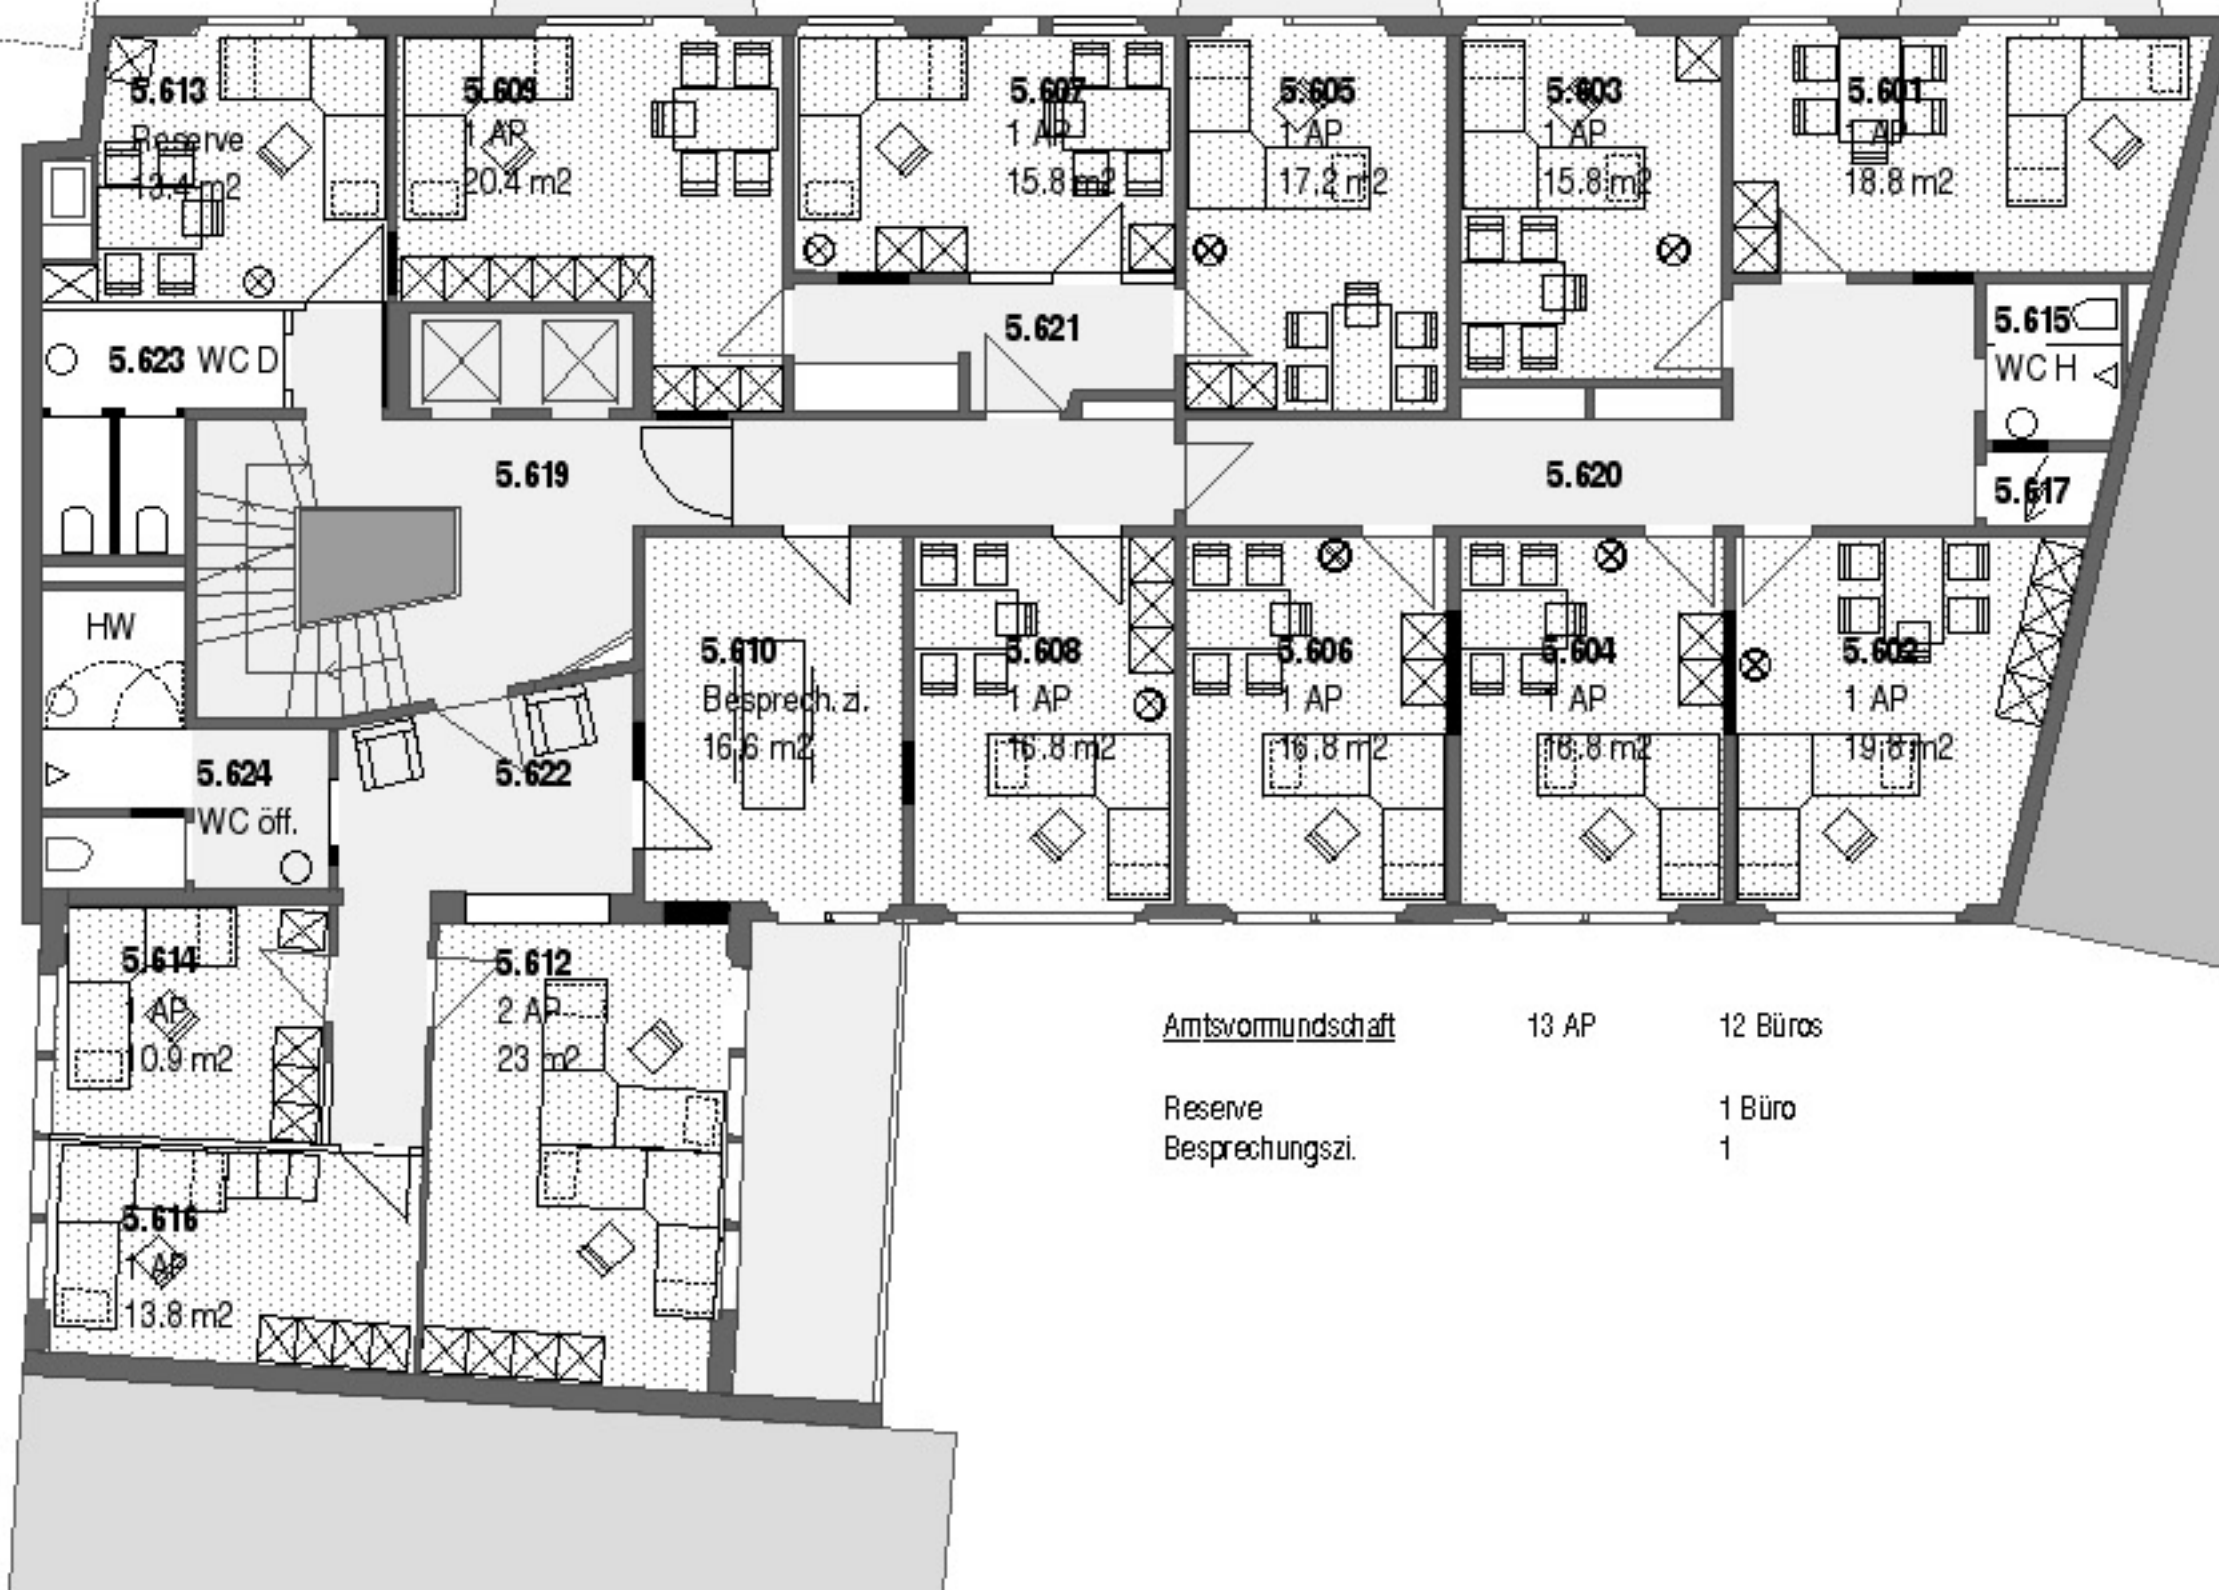 5.613
Reserve
13.4 m2
5.609
1 AP
20.4 m2
5.607
1 AP
15.8 m2
5.605
1 AP
17.2 m2
5.603
1 AP
15.8 m2
5.601
1 AP
18.8 m2
5.623 WC D
5.621
5.615
WC H
5.619
5.620
5.617
HW
5.610
Besprech. zi.
16.6 m2
5.608
1 AP
16.8 m2
5.606
1 AP
16.8 m2
5.604
1 AP
16.8 m2
5.602
1 AP
19.8 m2
5.624
WC öff.
5.622
5.614
1 AP
10.9 m2
5.612
2 AP
23 m2
5.616
1 AP
13.8 m2
Amtsvormundschaft 13 AP 12 Büros
Reserve 1 Büro
Besprechungszi. 1